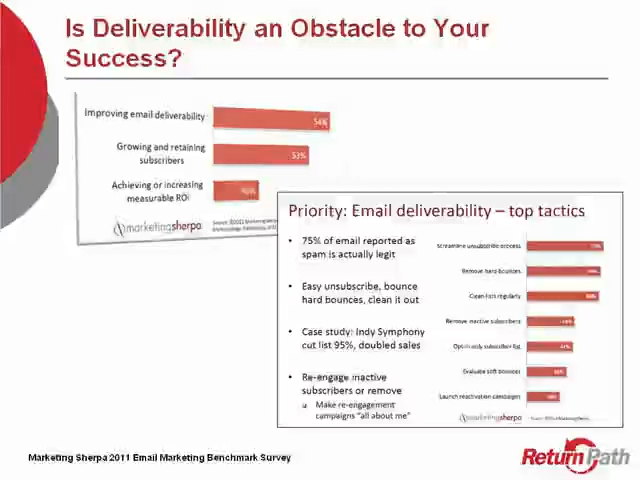 Is Deliverability an Obstacle to Your
Success?
Improving email deliverability
54%
Growing and retaining
subscribers
53%
Achieving or increasing
measurable ROI
marketingsherpa
Priority: Email deliverability – top tactics
• 75% of email reported as
spam is actually legit
• Easy unsubscribe, bounce
hard bounces, clean it out
• Case study: Indy Symphony
cut list 95%, doubled sales
• Re-engage inactive
subscribers or remove
Make re-engagement
campaigns "all about me"
Streamline unsubscribe process
Remove hard bounces
Clean lists regularly
Remove inactive subscribers
Opt-in only subscriber list
Evaluate soft bounces
Launch reactivation campaigns
marketingsherpa
Marketing Sherpa 2011 Email Marketing Benchmark Survey
Return Path